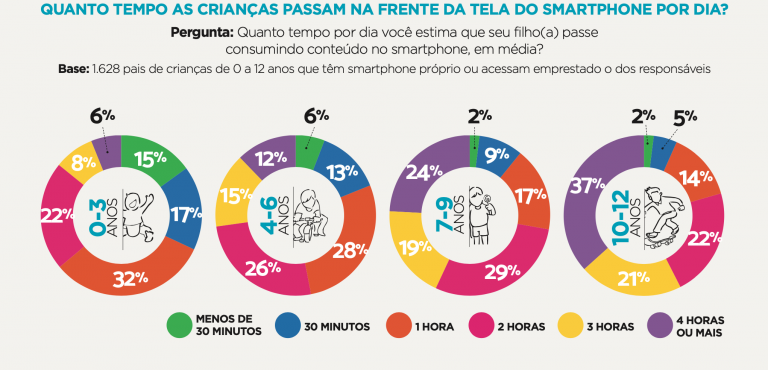 QUANTO TEMPO AS CRIANÇAS PASSAM NA FRENTE DA TELA DO SMARTPHONE POR DIA?
Pergunta: Quanto tempo por dia você estima que seu filho(a) passe
consumindo conteúdo no smartphone, em média?
Base: 1.628 pais de crianças de 0 a 12 anos que têm smartphone próprio ou acessam emprestado o dos responsáveis
6%
15%
17%
32%
22%
8%
0-3
ANOS
6%
13%
28%
26%
15%
12%
4-6
ANOS
2%
9%
17%
29%
19%
24%
7-9
ANOS
2%
5%
14%
22%
21%
37%
10-12
ANOS
MENOS DE
30 MINUTOS
30 MINUTOS
1 HORA
2 HORAS
3 HORAS
4 HORAS
OU MAIS